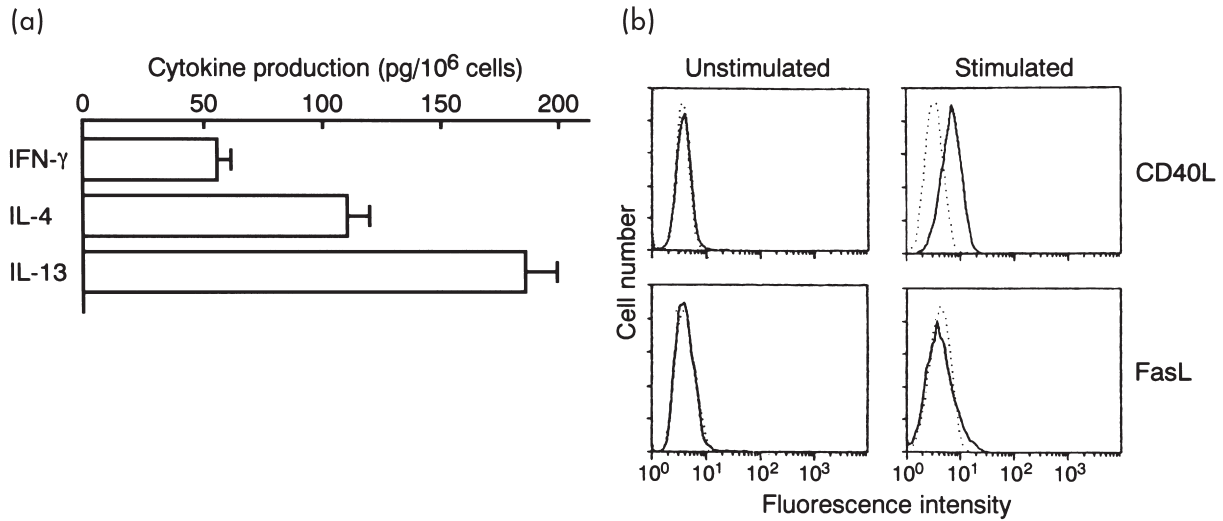 (a)
Cytokine production (pg/10⁶ cells)
0 50 100 150 200
IFN-γ
IL-4
IL-13
(b)
Unstimulated Stimulated
CD40L
FasL
Cell number
10⁰ 10¹ 10² 10³ 10⁰ 10¹ 10² 10³
Fluorescence intensity